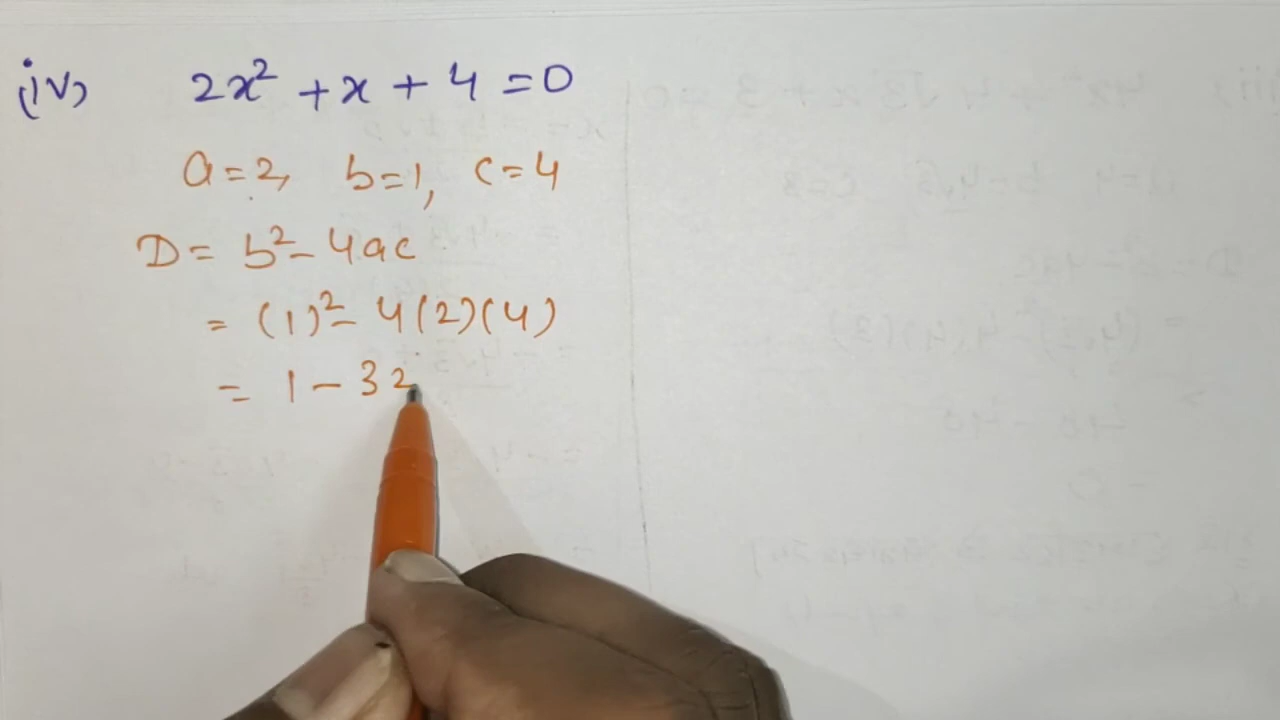 (iv) 2x² + x + 4 = 0
a = 2, b = 1, c = 4
D = b² - 4ac
= (1)² - 4(2)(4)
= 1 - 32